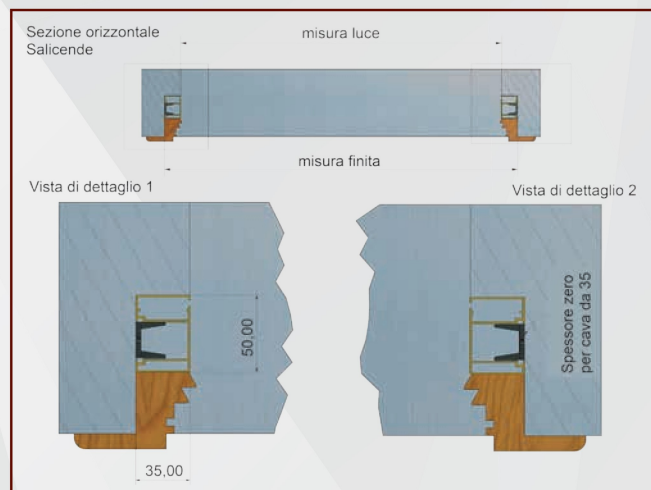 Sezione orizzontale
Salicende
misura luce
misura finita
Vista di dettaglio 1
Vista di dettaglio 2
50,00
35,00
Spessore zero
per cava da 35